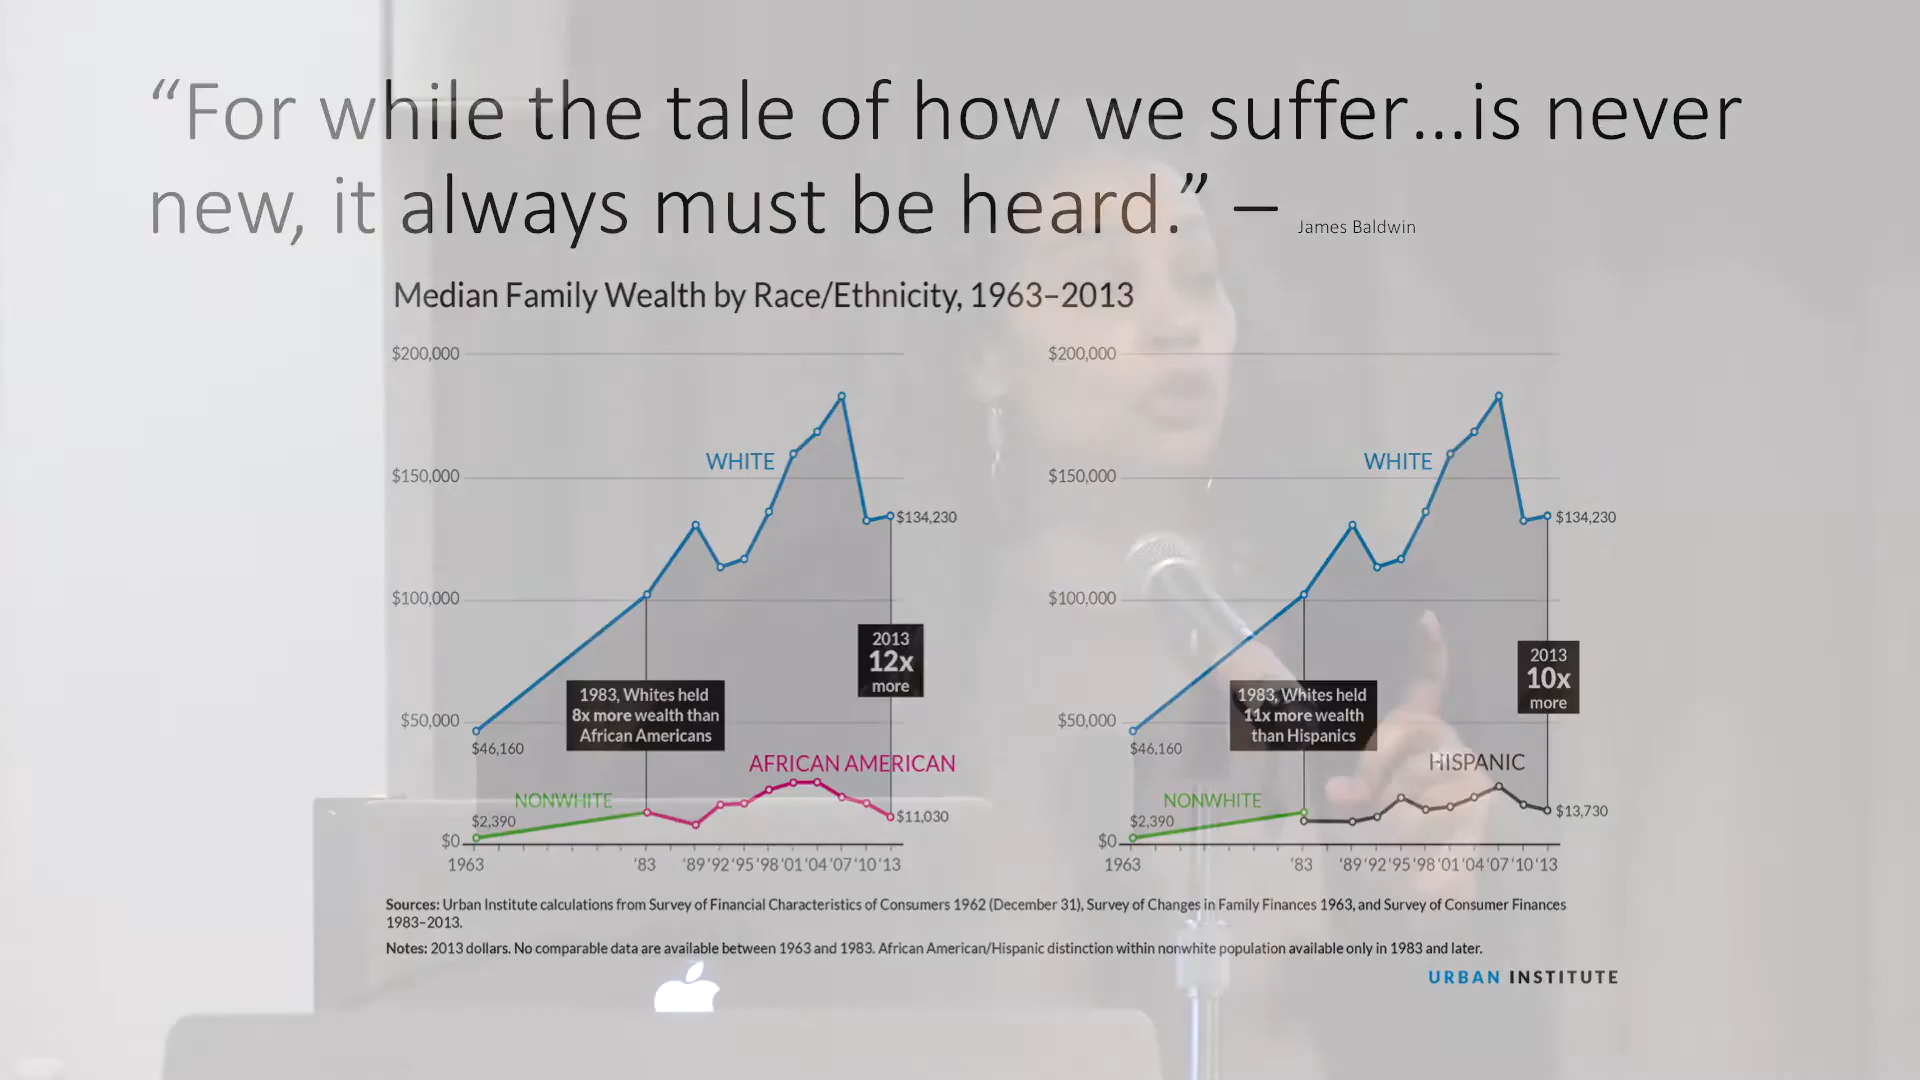 “For while the tale of how we suffer...is never
new, it always must be heard.” – James Baldwin
Median Family Wealth by Race/Ethnicity, 1963–2013
$200,000
$150,000
$100,000
$50,000
$0
WHITE
$134,230
2013
12x
more
1983, Whites held
8x more wealth than
African Americans
$46,160
AFRICAN AMERICAN
NONWHITE
$2,390
$11,030
1963 '83 '89 '92 '95 '98 '01 '04 '07 '10 '13
$200,000
$150,000
$100,000
$50,000
$0
WHITE
$134,230
2013
10x
more
1983, Whites held
11x more wealth
than Hispanics
$46,160
HISPANIC
NONWHITE
$2,390
$13,730
1963 '83 '89 '92 '95 '98 '01 '04 '07 '10 '13
Sources: Urban Institute calculations from Survey of Financial Characteristics of Consumers 1962 (December 31), Survey of Changes in Family Finances 1963, and Survey of Consumer Finances
1983–2013.
Notes: 2013 dollars. No comparable data are available between 1963 and 1983. African American/Hispanic distinction within nonwhite population available only in 1983 and later.
URBAN INSTITUTE